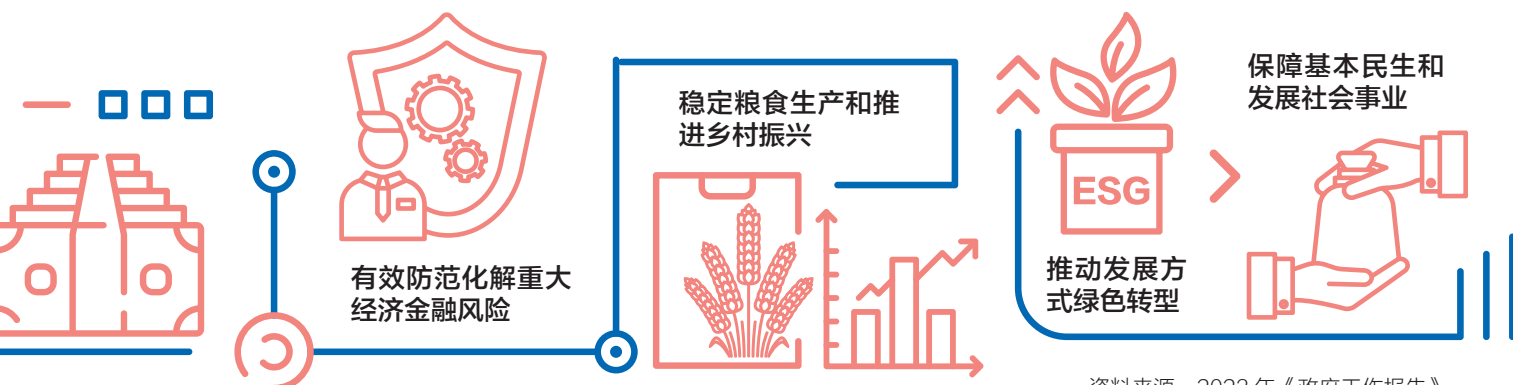 有效防范化解重大
经济金融风险
稳定粮食生产和推
进乡村振兴
ESG
推动发展方
式绿色转型
保障基本民生和
发展社会事业